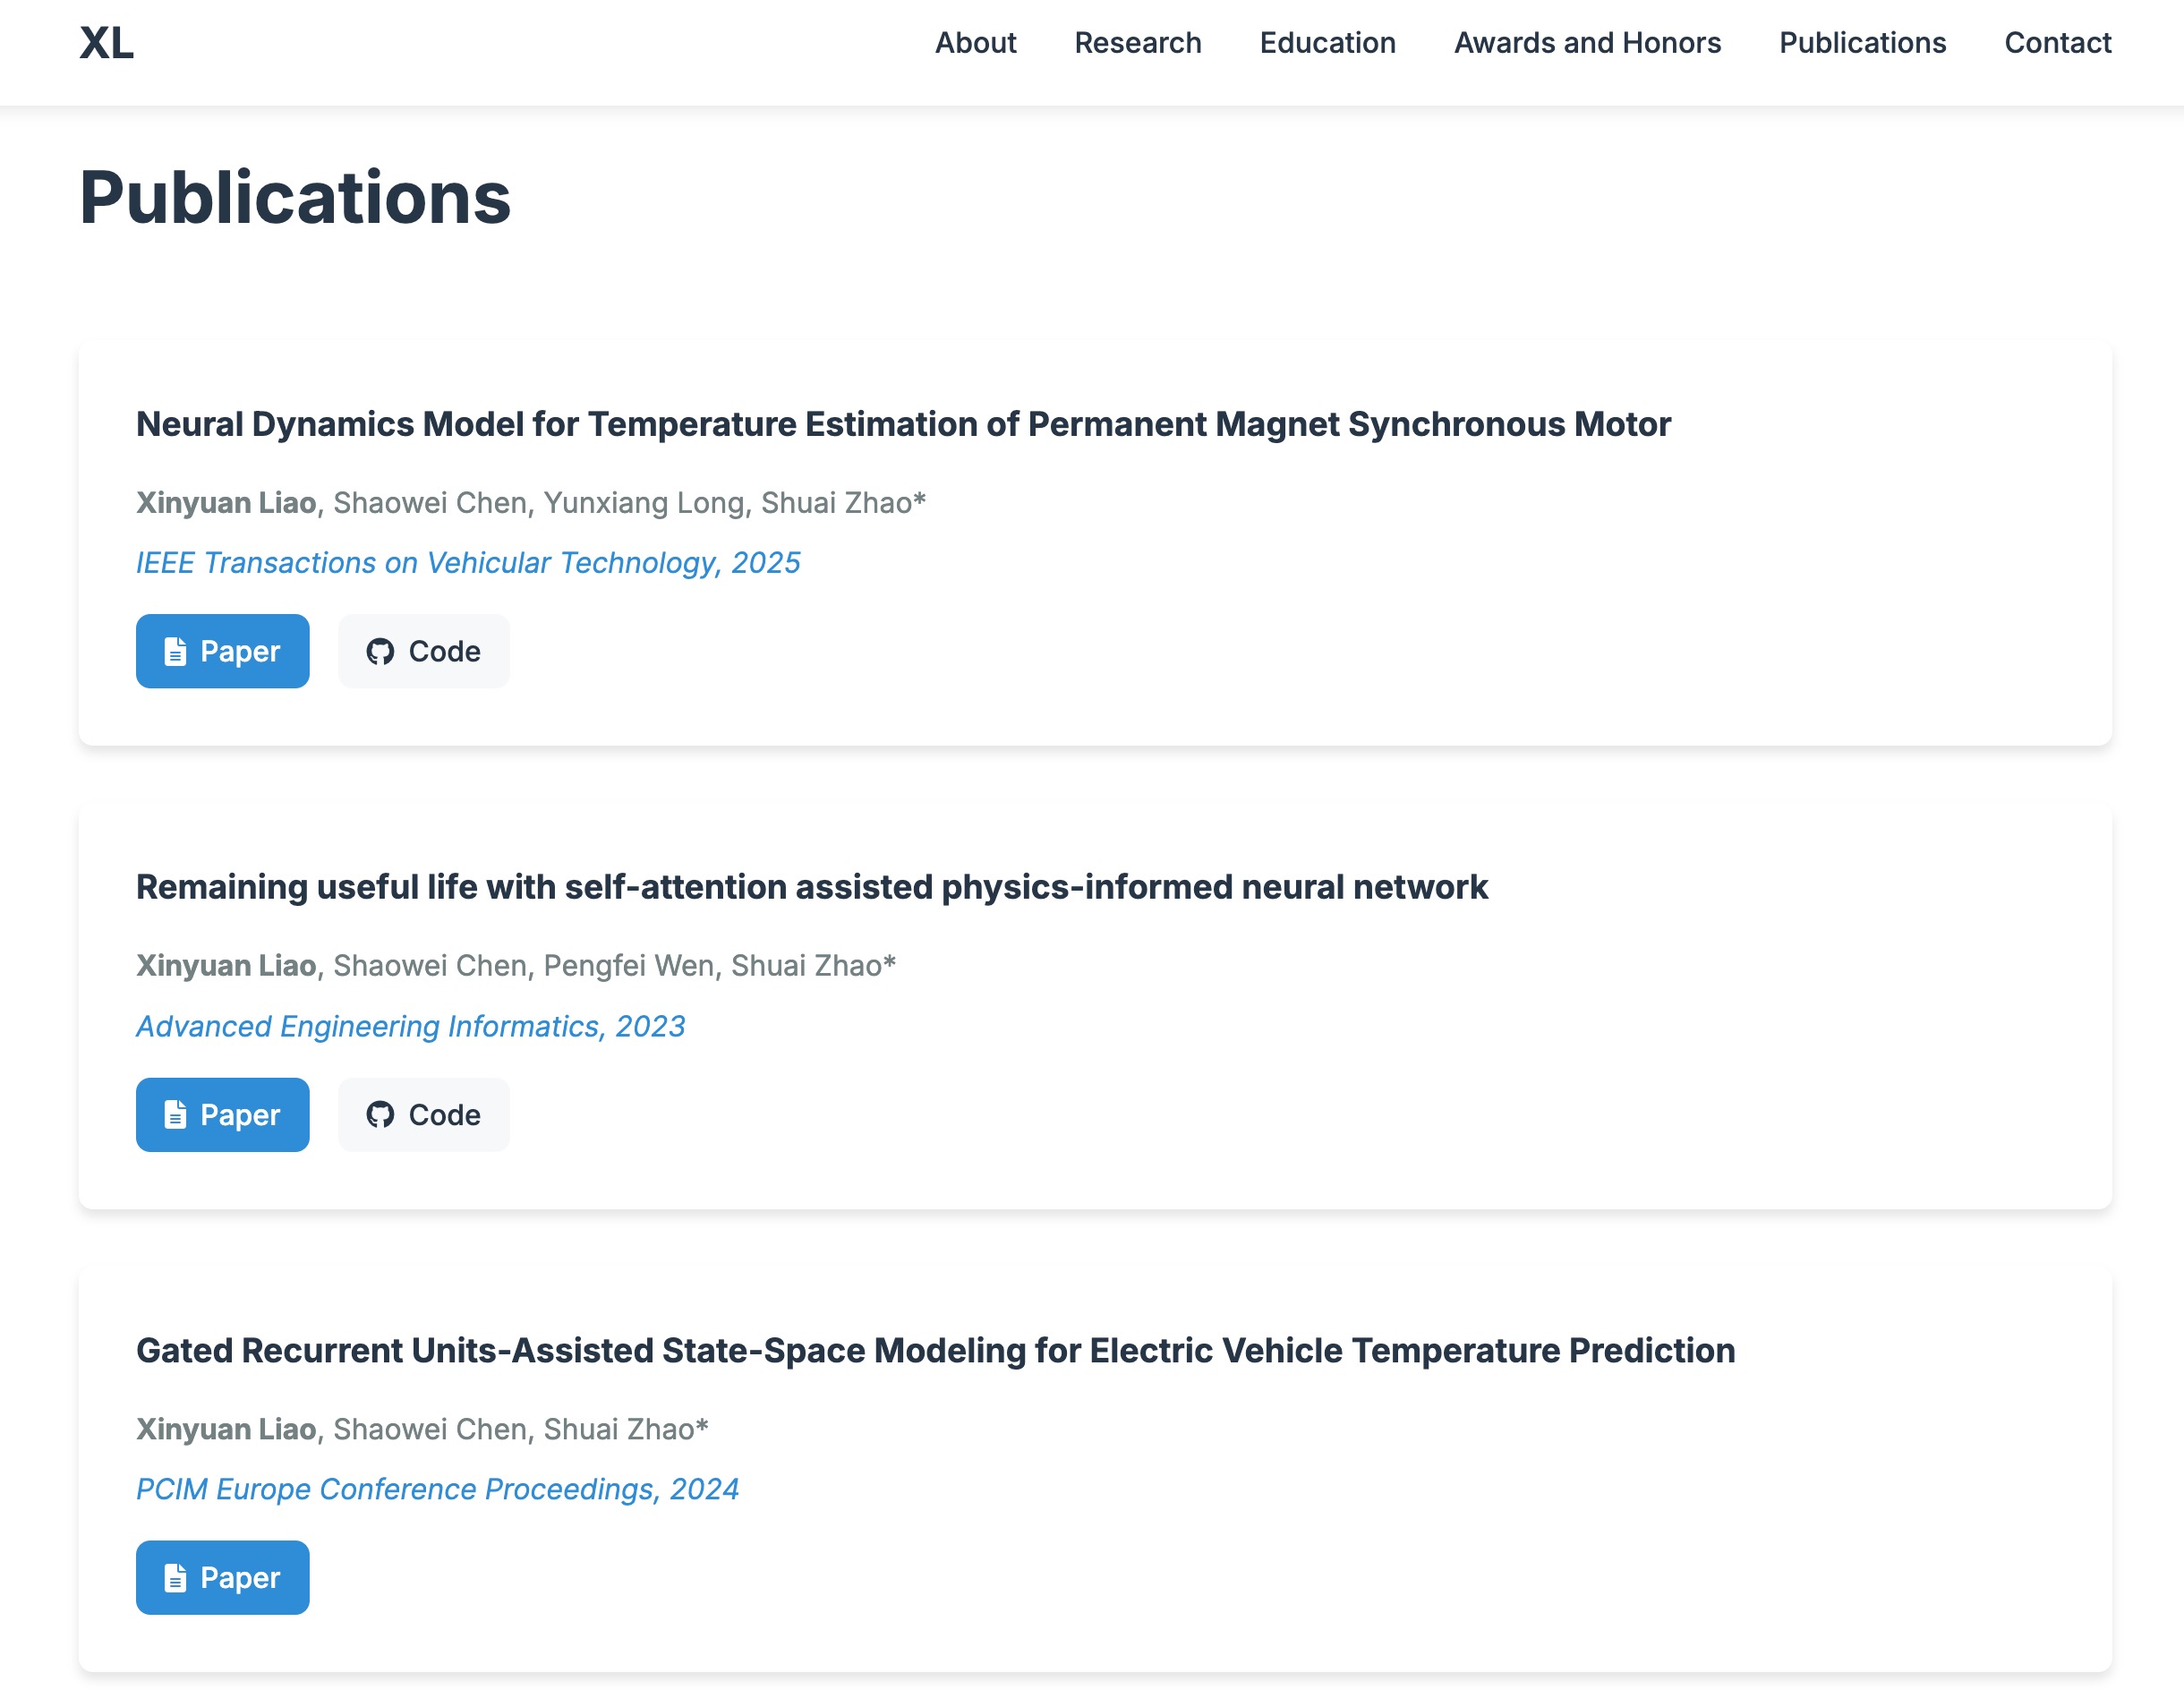 XL
About Research Education Awards and Honors Publications Contact
Publications
Neural Dynamics Model for Temperature Estimation of Permanent Magnet Synchronous Motor
Xinyuan Liao, Shaowei Chen, Yunxiang Long, Shuai Zhao*
IEEE Transactions on Vehicular Technology, 2025
Paper Code
Remaining useful life with self-attention assisted physics-informed neural network
Xinyuan Liao, Shaowei Chen, Pengfei Wen, Shuai Zhao*
Advanced Engineering Informatics, 2023
Paper Code
Gated Recurrent Units-Assisted State-Space Modeling for Electric Vehicle Temperature Prediction
Xinyuan Liao, Shaowei Chen, Shuai Zhao*
PCIM Europe Conference Proceedings, 2024
Paper